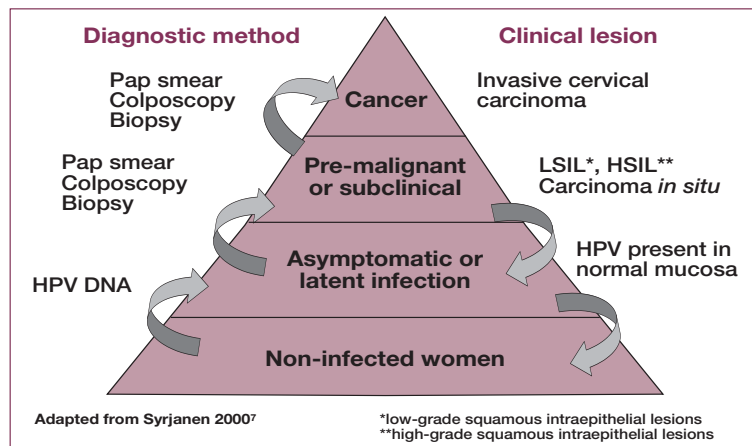 Diagnostic method
Clinical lesion
Pap smear
Colposcopy
Biopsy
Cancer
Invasive cervical
carcinoma
Pap smear
Colposcopy
Biopsy
Pre-malignant
or subclinical
LSIL*, HSIL**
Carcinoma in situ
HPV DNA
Asymptomatic or
latent infection
HPV present in
normal mucosa
Non-infected women
Adapted from Syrjanen 2000⁷
*low-grade squamous intraepithelial lesions
**high-grade squamous intraepithelial lesions